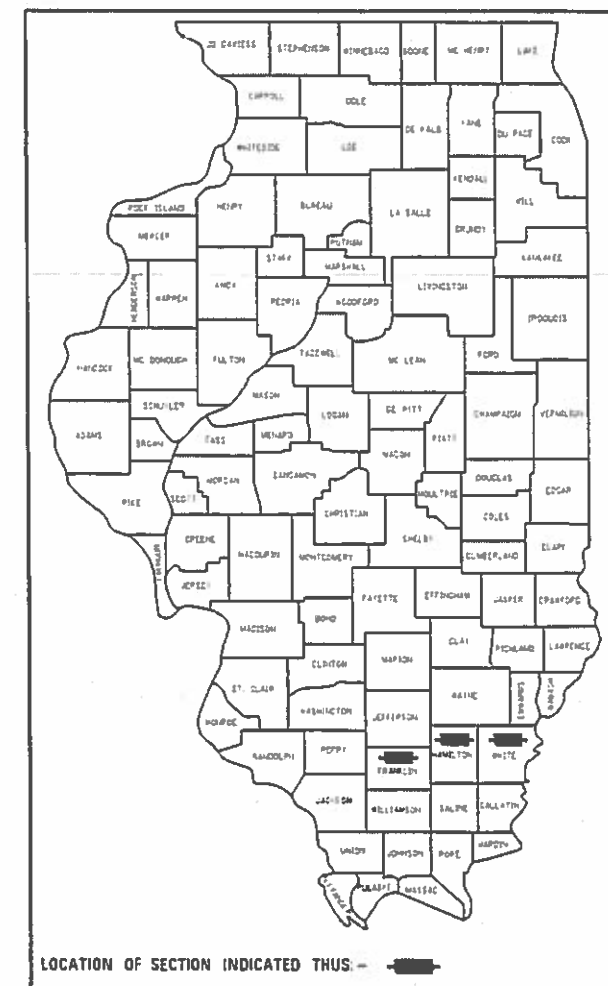 JO DAVIESS STEPHENSON WINNEBAGO BOONE MC HENRY LAKE
CARROLL OGLE
DE KALB KANE DU PAGE COOK
WHITESIDE LEE
KENDALL WILL
ROCK ISLAND HENRY BUREAU LA SALLE GRUNDY
MERCER PUTNAM
STARK MARSHALL KANKAKEE
HENDERSON WARREN KNOX PEORIA WOODFORD LIVINGSTON IROQUOIS
FORD
HANCOCK MC DONOUGH FULTON TAZEWELL MC LEAN
MASON
SCHUYLER LOGAN DE WITT CHAMPAIGN VERMILION
ADAMS BROWN CASS MENARD PIATT
MACON
PIKE SCOTT MORGAN SANGAMON MOULTRIE DOUGLAS EDGAR
CHRISTIAN COLES
GREENE MACOUPIN MONTGOMERY SHELBY CUMBERLAND CLARK
CALHOUN JERSEY
FAYETTE EFFINGHAM JASPER CRAWFORD
MADISON BOND
MARION CLAY RICHLAND LAWRENCE
CLINTON
ST. CLAIR WAYNE EDWARDS WABASH
WASHINGTON JEFFERSON
MONROE
RANDOLPH PERRY FRANKLIN HAMILTON WHITE
JACKSON WILLIAMSON SALINE GALLATIN
UNION JOHNSON POPE HARDIN
PULASKI MASSAC
LOCATION OF SECTION INDICATED THUS: -